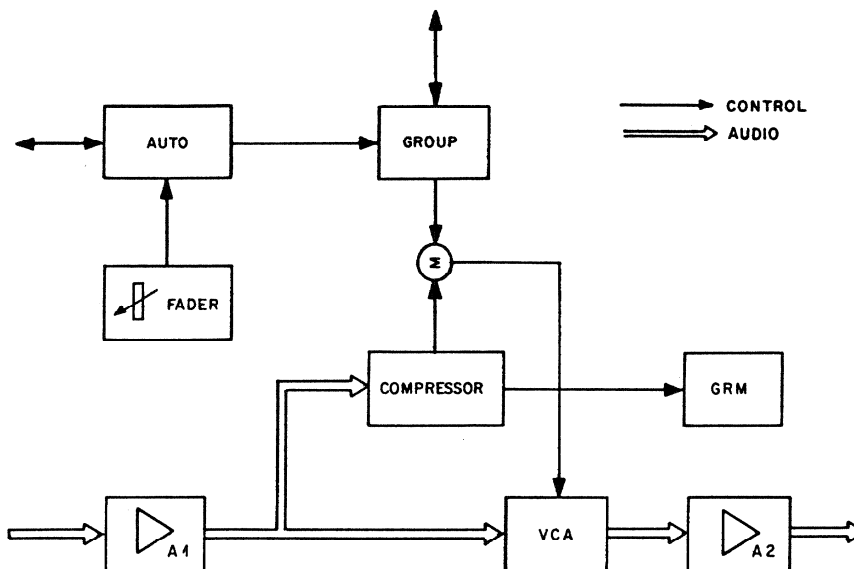 CONTROL
AUDIO
AUTO
GROUP
Σ
FADER
COMPRESSOR
GRM
A1
VCA
A2